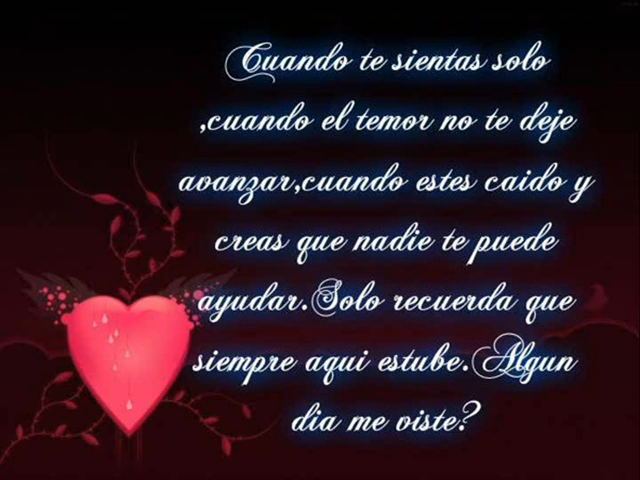 Cuando te sientas solo
,cuando el temor no te deje
avanzar,cuando estes caido y
creas que nadie te puede
ayudar.Solo recuerda que
siempre aqui estube.Algun
dia me viste?